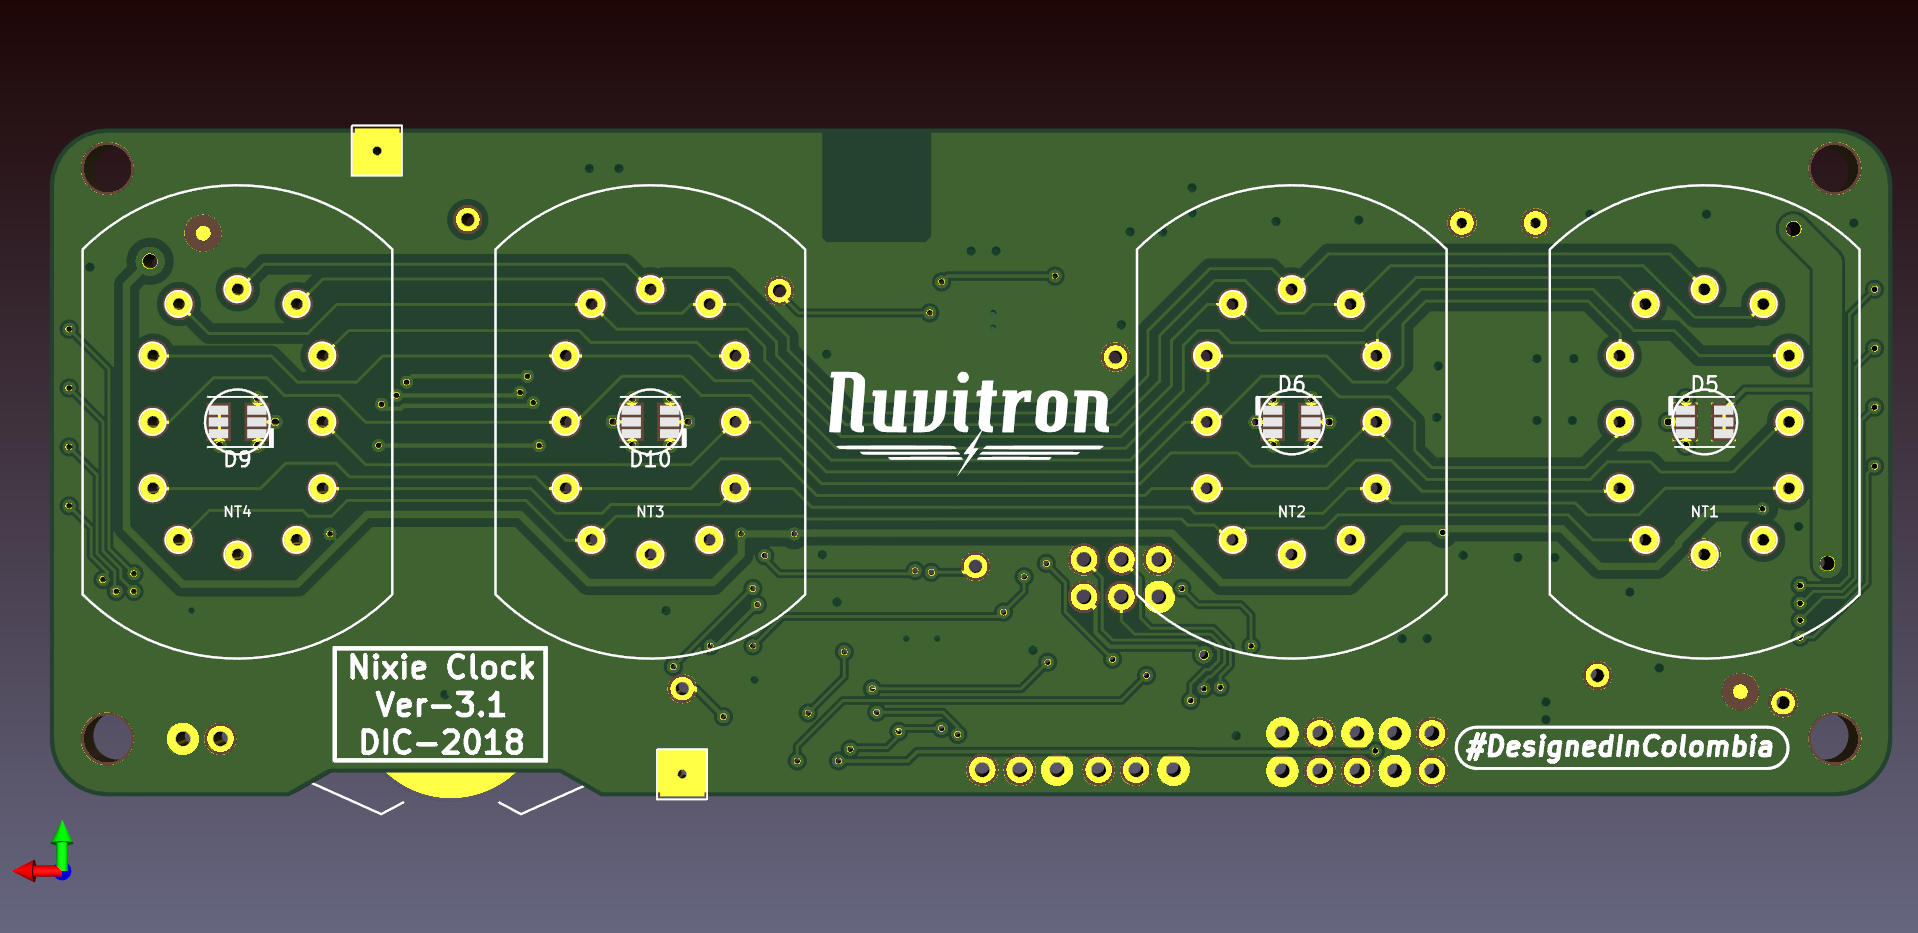 Nuvitron
D6
D5
D9
D10
NT4
NT3
NT2
NT1
Nixie Clock
Ver-3.1
DIC-2018
#DesignedInColombia